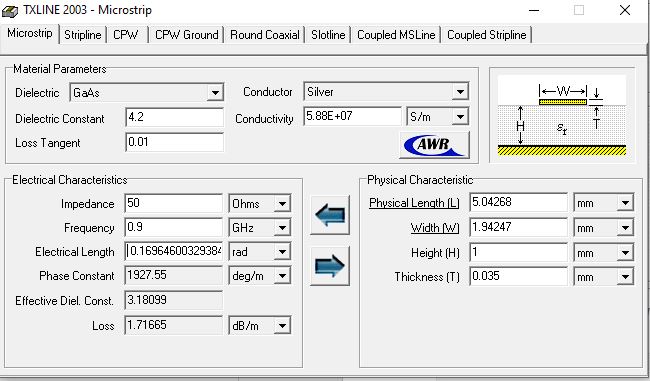 TXLINE 2003 - Microstrip
Microstrip Stripline CPW CPW Ground Round Coaxial Slotline Coupled MSLine Coupled Stripline
Material Parameters
Dielectric GaAs Conductor Silver
Dielectric Constant 4.2 Conductivity 5.88E+07 S/m
Loss Tangent 0.01 AWR
W
H εr T
Electrical Characteristics
Impedance 50 Ohms
Frequency 0.9 GHz
Electrical Length 0.16964600329384 rad
Phase Constant 1927.55 deg/m
Effective Diel. Const. 3.18099
Loss 1.71665 dB/m
Physical Characteristic
Physical Length (L) 5.04268 mm
Width (W) 1.94247 mm
Height (H) 1 mm
Thickness (T) 0.035 mm